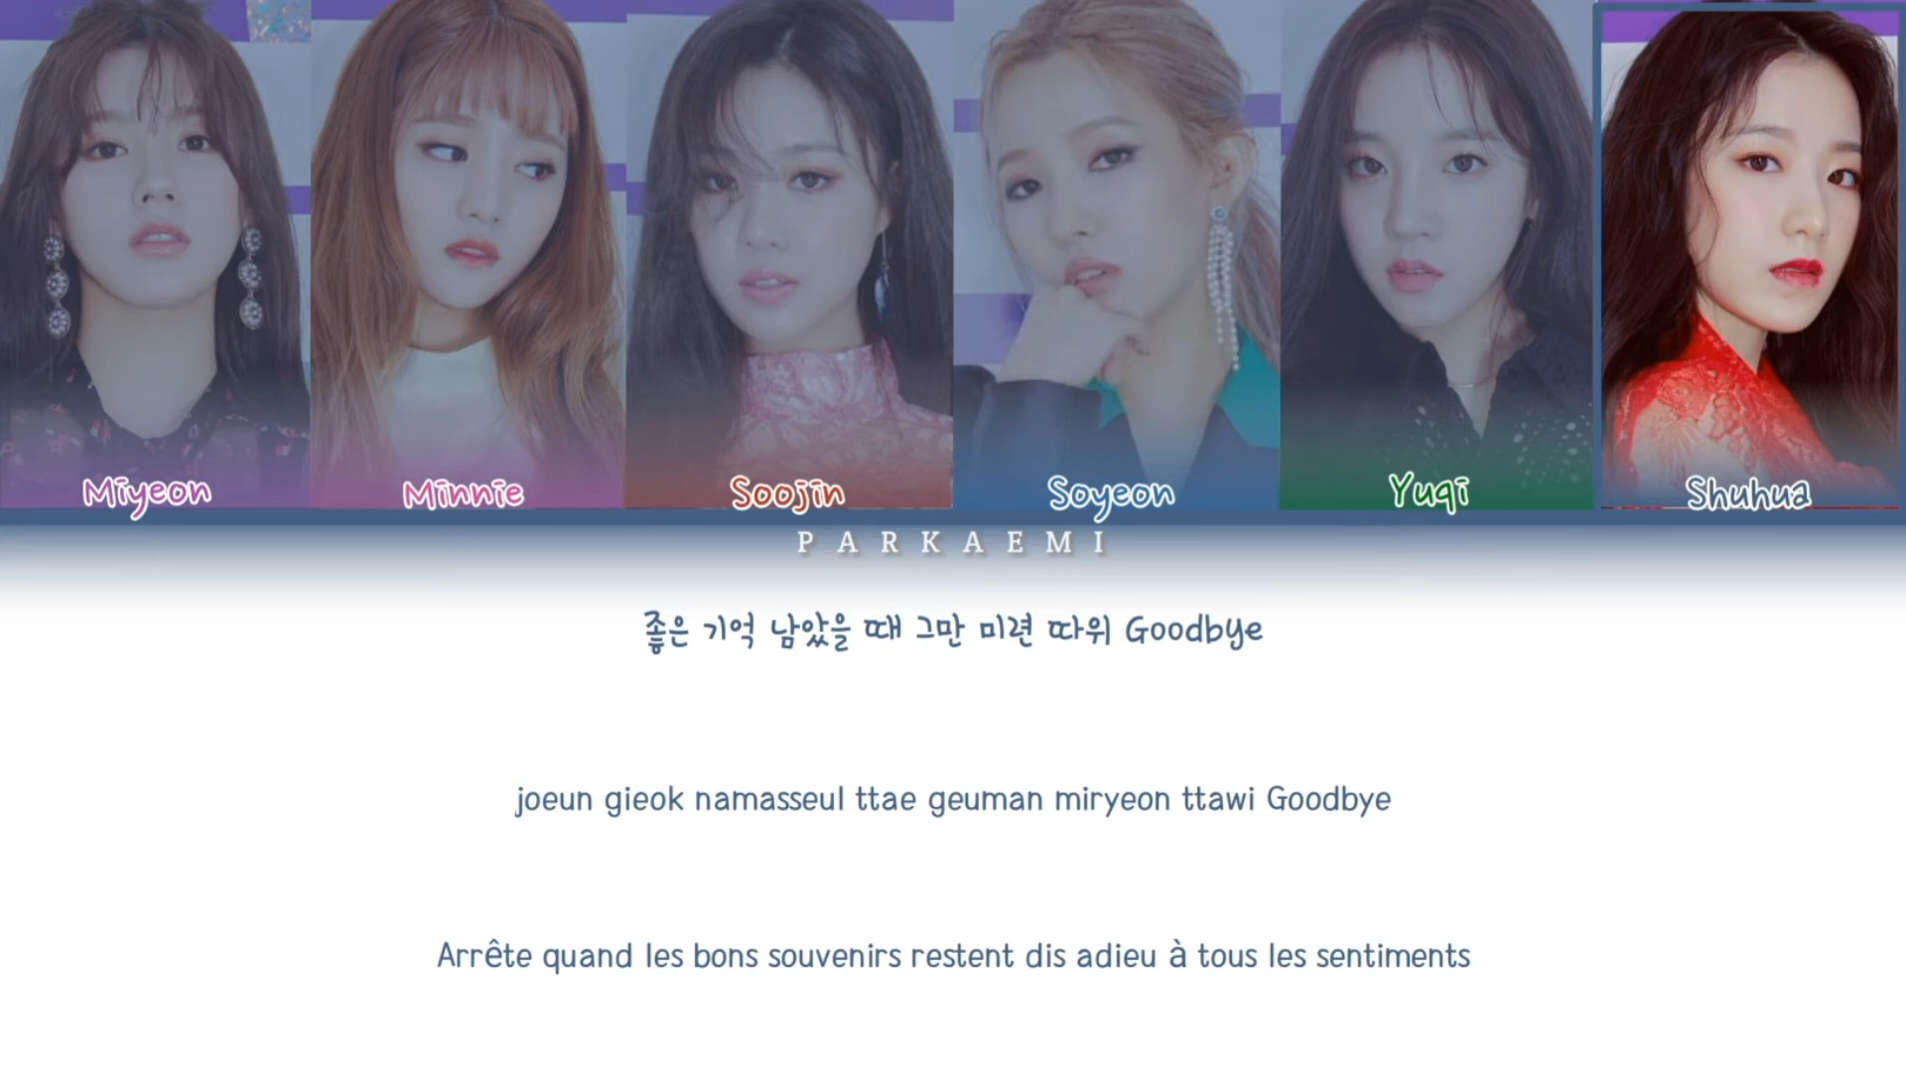 Miyeon
Minnie
Soojin
Soyeon
Yuqi
Shuhua
PARKAEMI
좋은 기억 남았을 때 그만 미련 따위 Goodbye
joeun gieok namasseul ttae geuman miryeon ttawi Goodbye
Arrête quand les bons souvenirs restent dis adieu à tous les sentiments